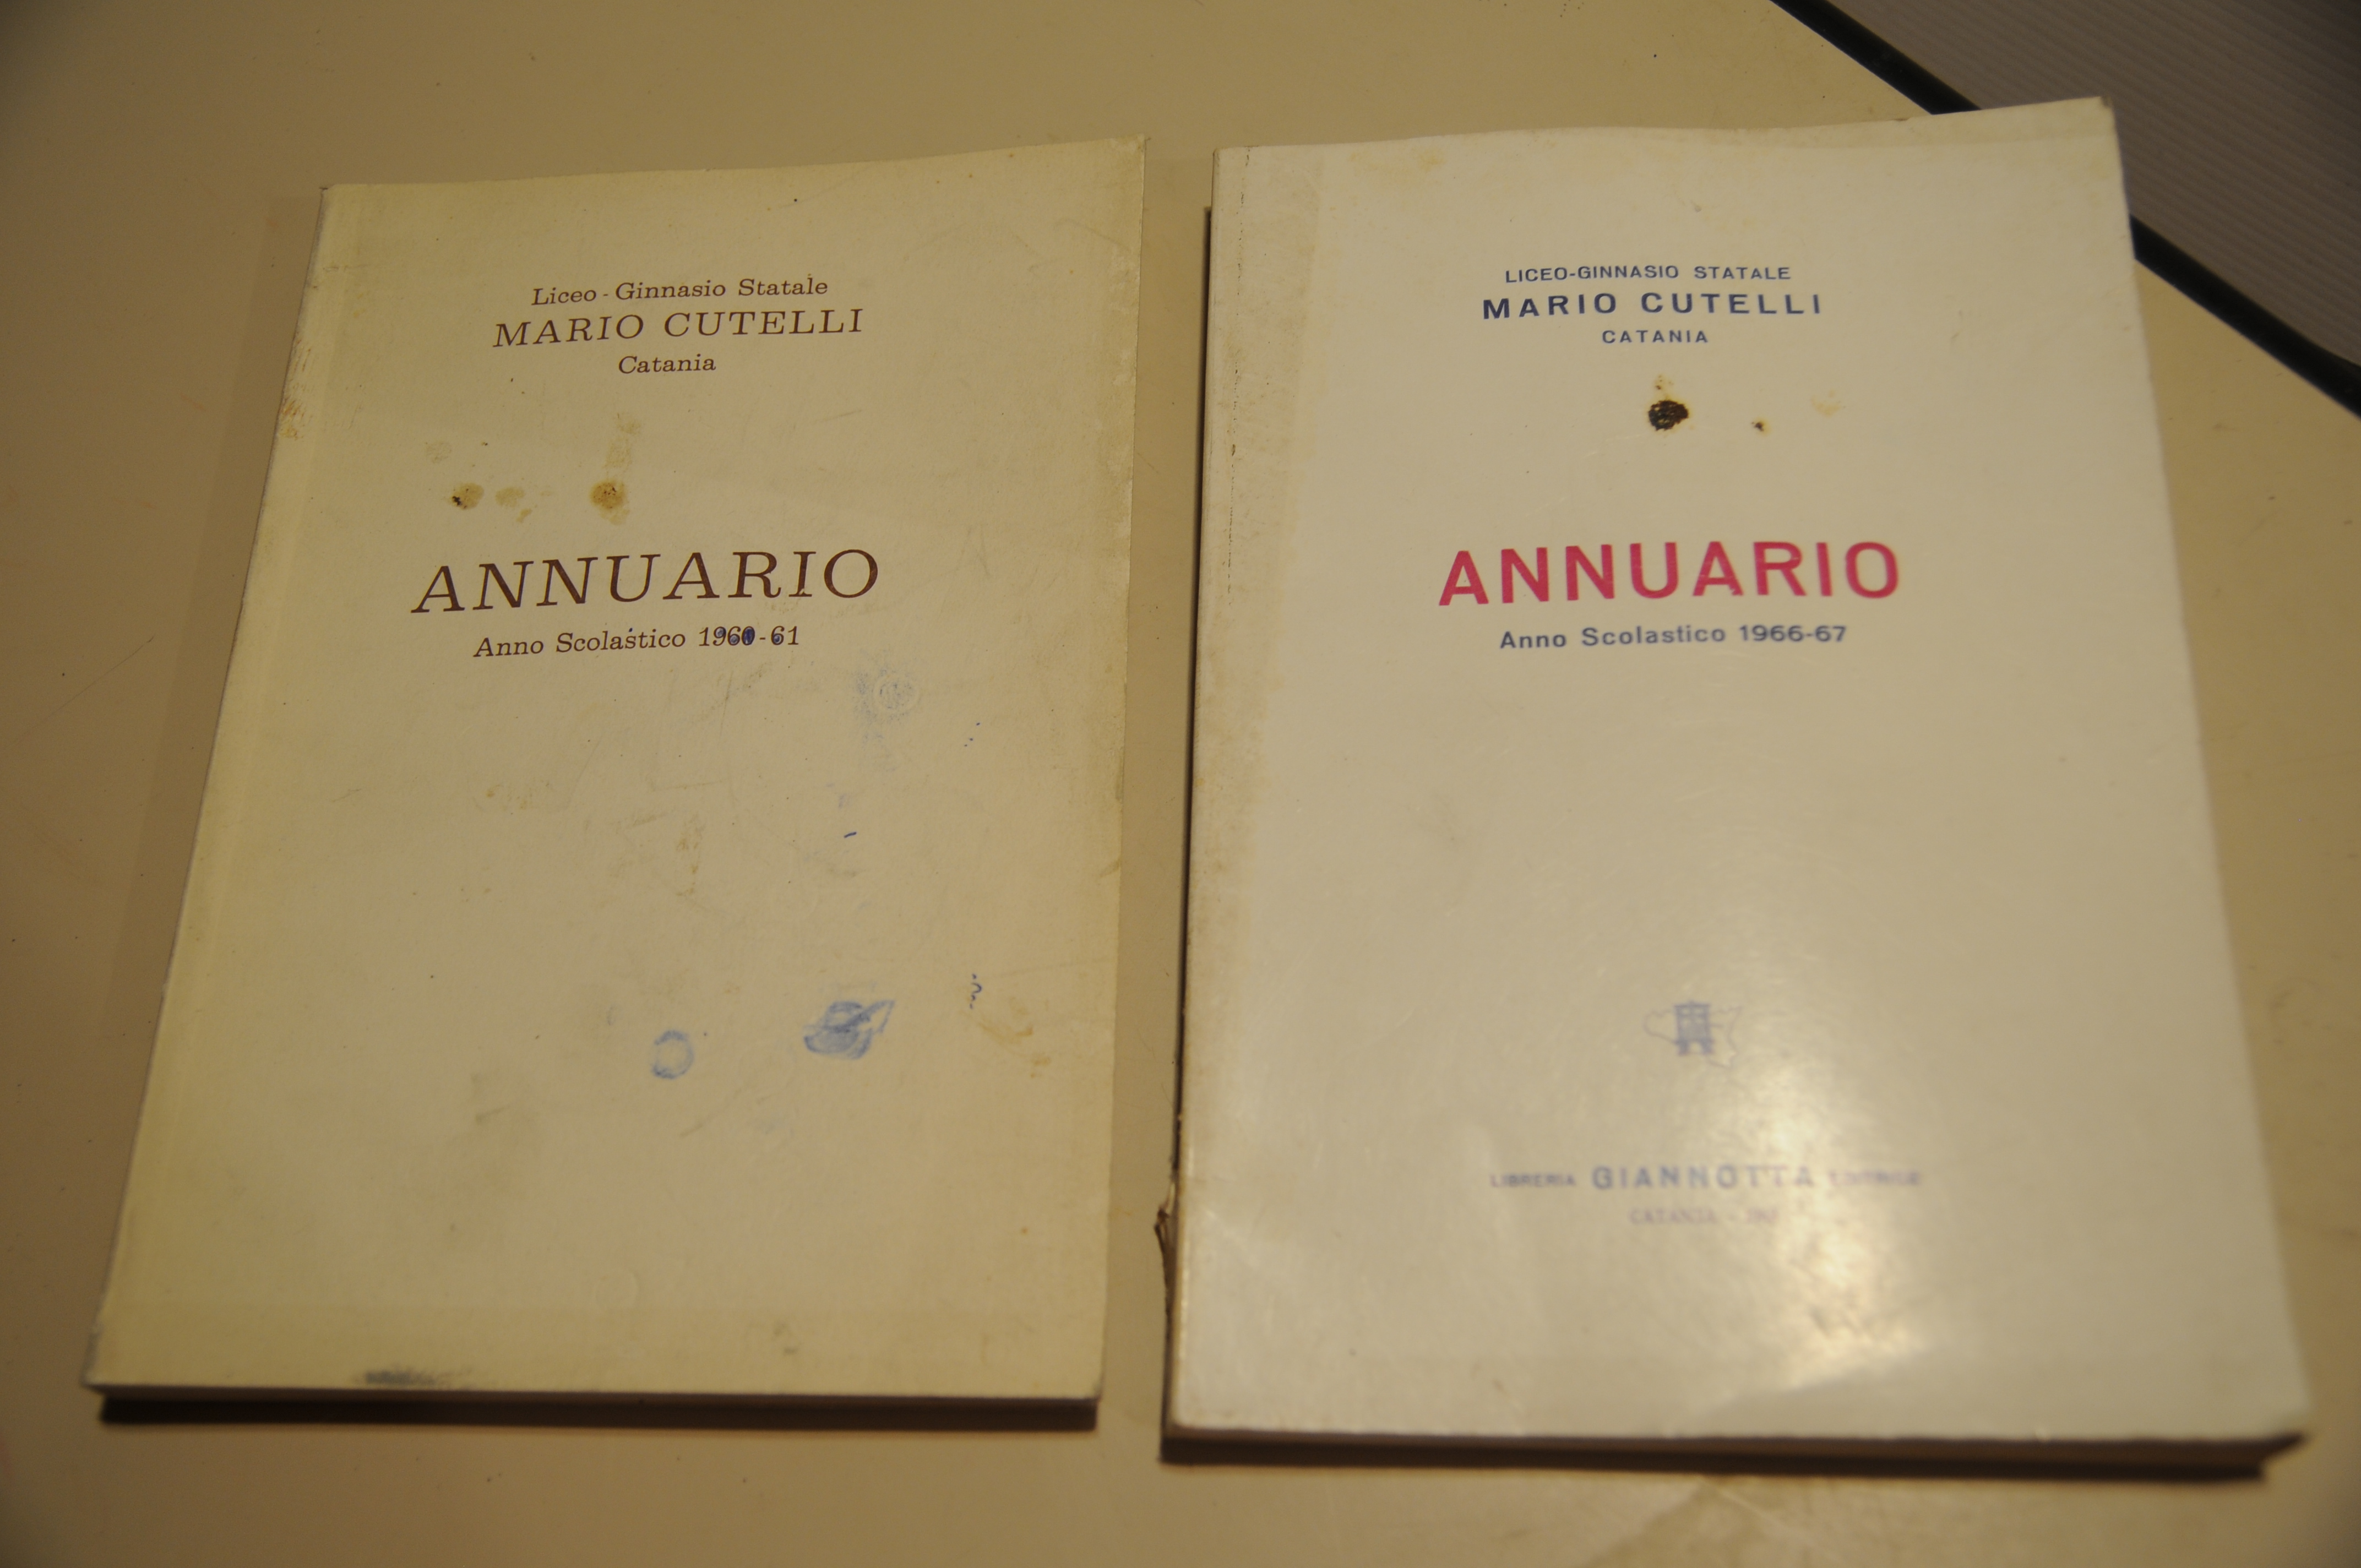 Liceo - Ginnasio Statale
MARIO CUTELLI
Catania
ANNUARIO
Anno Scolastico 1960-61
LICEO-GINNASIO STATALE
MARIO CUTELLI
CATANIA
ANNUARIO
Anno Scolastico 1966-67
LIBRERIA GIANNOTTA EDITRICE
CATANIA -